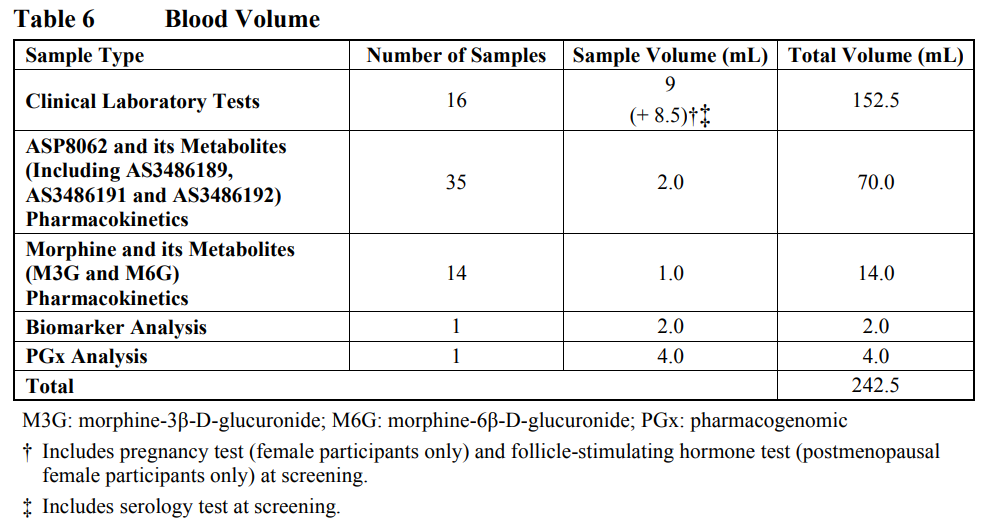 Table 6 Blood Volume
Sample Type Number of Samples Sample Volume (mL) Total Volume (mL)
Clinical Laboratory Tests 16 9 (+ 8.5)†‡ 152.5
ASP8062 and its Metabolites
(Including AS3486189,
AS3486191 and AS3486192)
Pharmacokinetics 35 2.0 70.0
Morphine and its Metabolites
(M3G and M6G)
Pharmacokinetics 14 1.0 14.0
Biomarker Analysis 1 2.0 2.0
PGx Analysis 1 4.0 4.0
Total 242.5
M3G: morphine-3β-D-glucuronide; M6G: morphine-6β-D-glucuronide; PGx: pharmacogenomic
† Includes pregnancy test (female participants only) and follicle-stimulating hormone test (postmenopausal
female participants only) at screening.
‡ Includes serology test at screening.